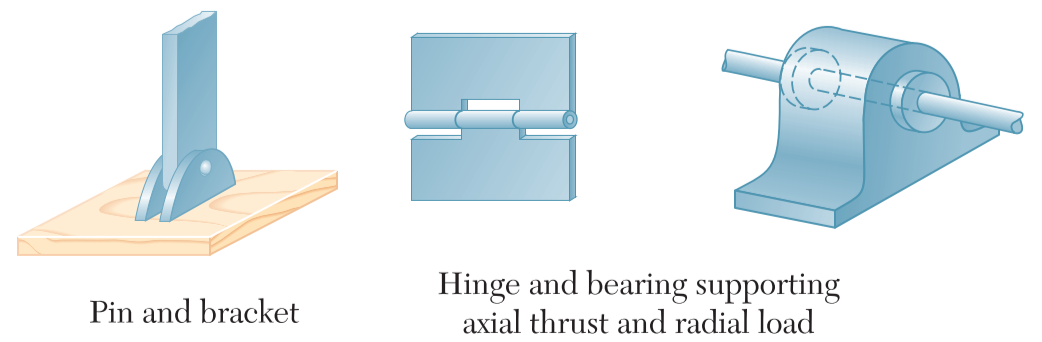 Pin and bracket
Hinge and bearing supporting
axial thrust and radial load